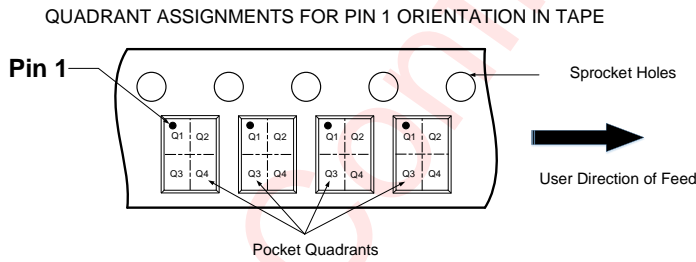 QUADRANT ASSIGNMENTS FOR PIN 1 ORIENTATION IN TAPE
Pin 1
Sprocket Holes
Q1 Q2 Q1 Q2 Q1 Q2 Q1 Q2
Q3 Q4 Q3 Q4 Q3 Q4 Q3 Q4
User Direction of Feed
Pocket Quadrants